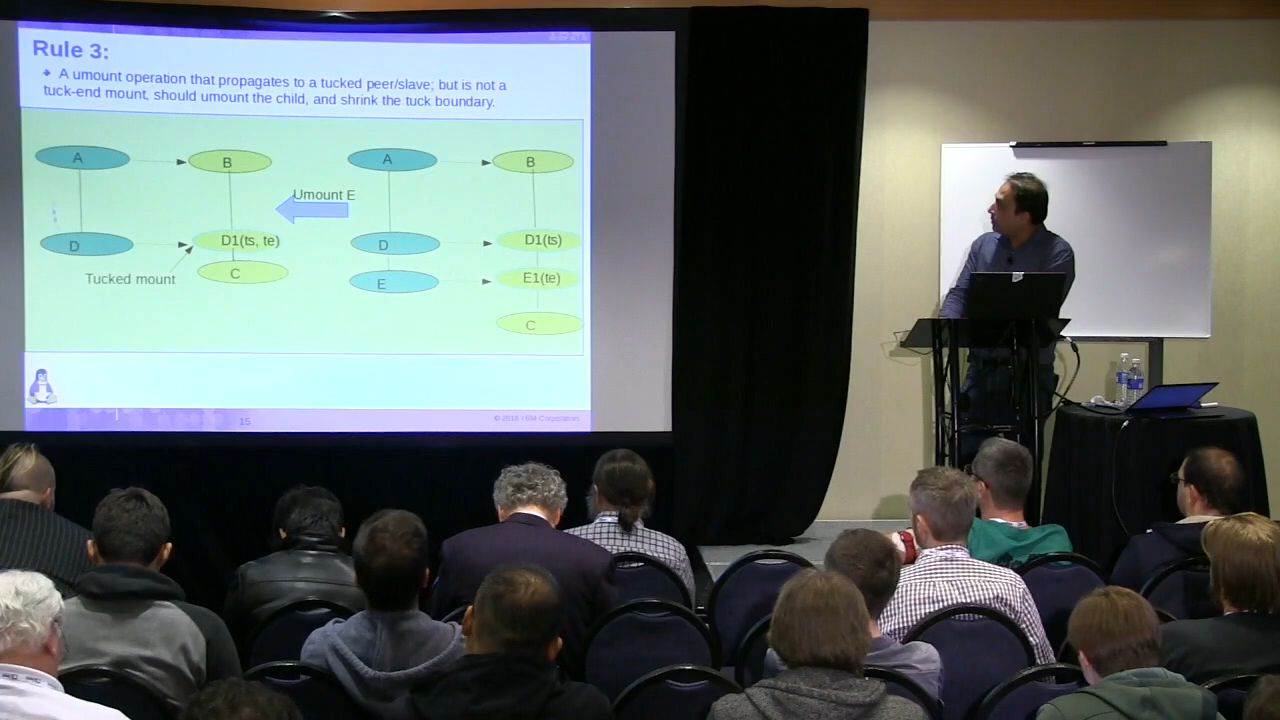 Rule 3:
A umount operation that propagates to a tucked peer/slave; but is not a
tuck-end mount, should umount the child, and shrink the tuck boundary.
A
B
A
B
Umount E
D
D1(ts, te)
D
D1(ts)
Tucked mount
C
E
E1(te)
C
15
© 2016 IBM Corporation